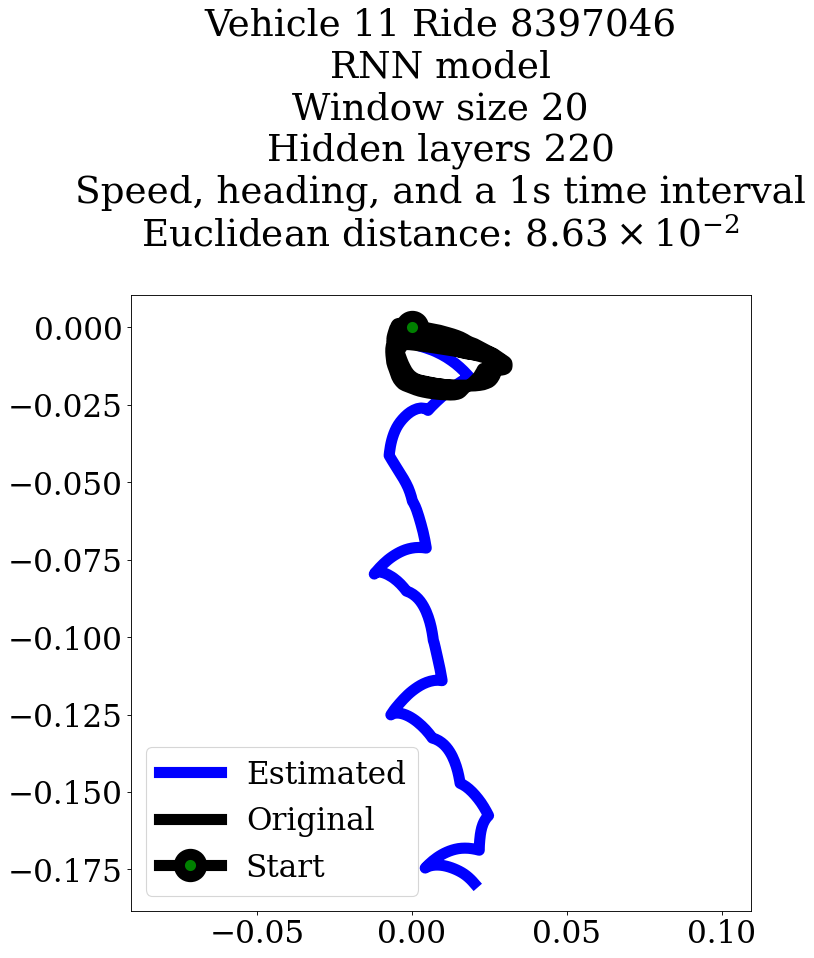 Vehicle 11 Ride 8397046
RNN model
Window size 20
Hidden layers 220
Speed, heading, and a 1s time interval
Euclidean distance: 8.63 × 10⁻²
0.000
−0.025
−0.050
−0.075
−0.100
−0.125
−0.150
−0.175
Estimated
Original
Start
−0.05 0.00 0.05 0.10